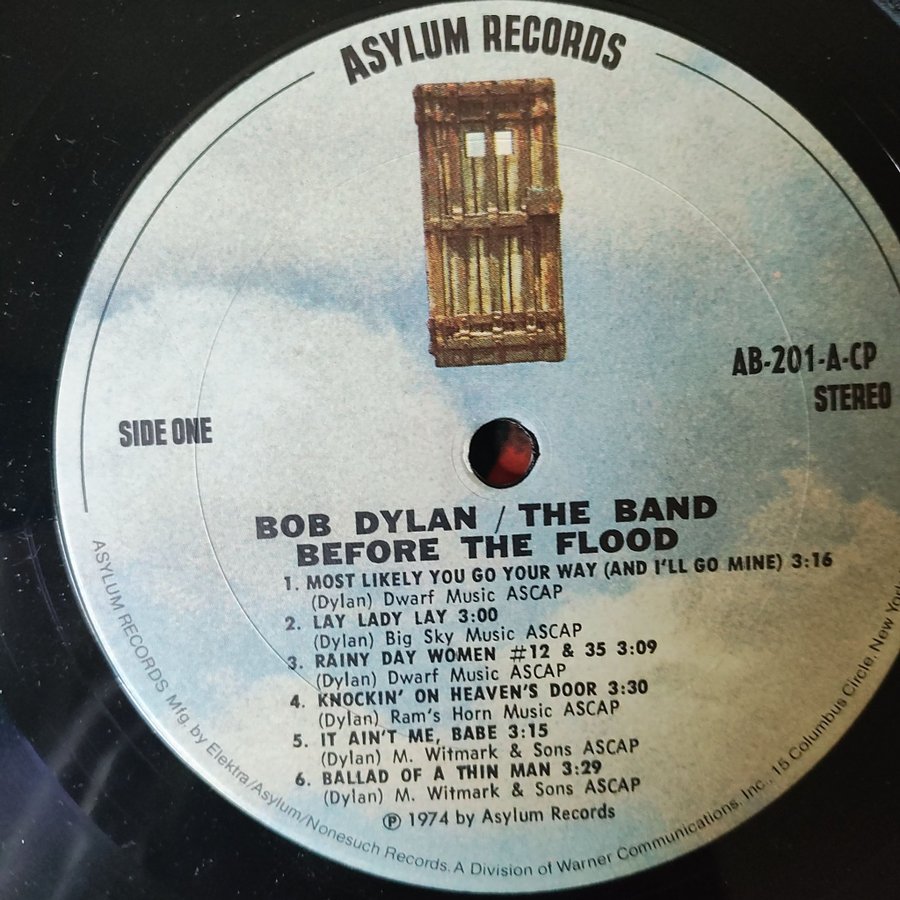 ASYLUM RECORDS
AB-201-A-CP
STEREO
SIDE ONE
BOB DYLAN / THE BAND
BEFORE THE FLOOD
1. MOST LIKELY YOU GO YOUR WAY (AND I'LL GO MINE) 3:16
(Dylan) Dwarf Music ASCAP
2. LAY LADY LAY 3:00
(Dylan) Big Sky Music ASCAP
3. RAINY DAY WOMEN #12 & 35 3:09
(Dylan) Dwarf Music ASCAP
4. KNOCKIN' ON HEAVEN'S DOOR 3:30
(Dylan) Ram's Horn Music ASCAP
5. IT AIN'T ME, BABE 3:15
(Dylan) M. Witmark & Sons ASCAP
6. BALLAD OF A THIN MAN 3:29
(Dylan) M. Witmark & Sons ASCAP
℗ 1974 by Asylum Records
ASYLUM RECORDS Mfg. by Elektra/Asylum/Nonesuch Records. A Division of Warner Communications, Inc., 15 Columbus Circle, New York